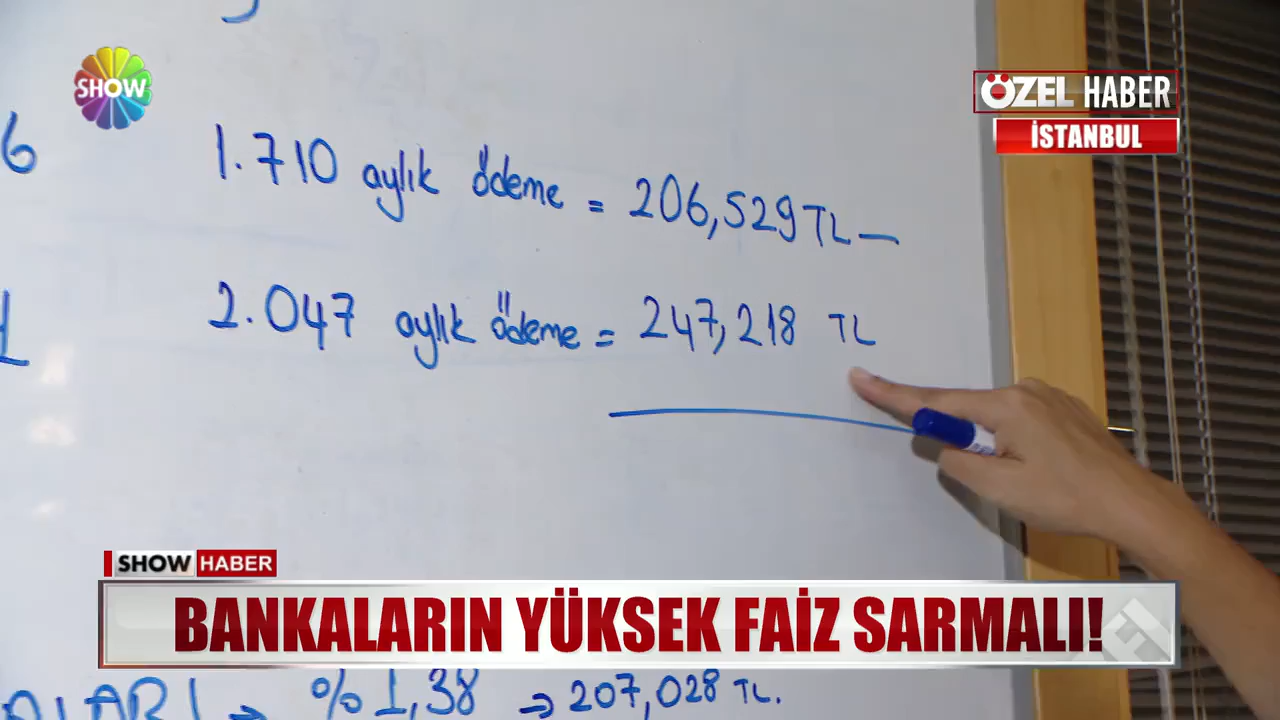 SHOW
ÖZEL HABER
İSTANBUL
6
1.710 aylık ödeme = 206,529 TL —
1
2.047 aylık ödeme = 247,218 TL
SHOW HABER
BANKALARIN YÜKSEK FAİZ SARMALI!
% 1,38 → 207,028 TL.